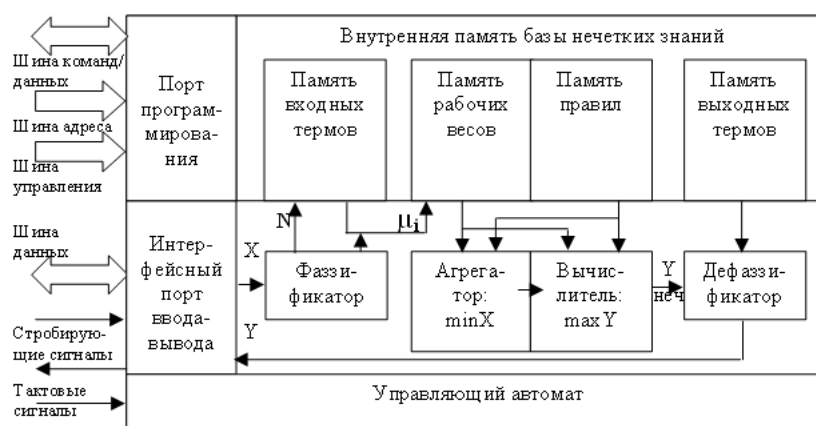 Внутренняя память базы нечетких знаний
Шина команд/
данных
Шина адреса
Шина
управления
Порт
програм-
мирова-
ния
Память
входных
термов
Память
рабочих
весов
Память
правил
Память
выходных
термов
Шина
данных
Стробирую-
щие сигналы
Тактовые
сигналы
Интер-
фейсный
порт
ввода-
вывода
X
Y
N
μi
Фаззи-
фикатор
Агрега-
тор:
minX
Вычис-
литель:
maxY
Y
неч
Дефаззи-
фикатор
Управляющий автомат